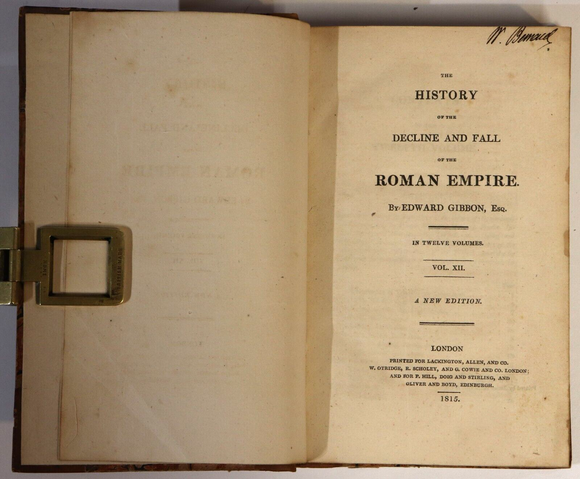 W.
THE
HISTORY
OF THE
DECLINE AND FALL
OF THE
ROMAN EMPIRE.
BY EDWARD GIBBON, Esq.
IN TWELVE VOLUMES.
VOL. XII.
A NEW EDITION.
LONDON
PRINTED FOR LACKINGTON, ALLEN, AND CO.
W. OTRIDGE, R. SCHOLEY, AND G. COWIE AND CO. LONDON;
AND FOR P. HILL, DOIG AND STIRLING, AND
OLIVER AND BOYD, EDINBURGH.
1815.